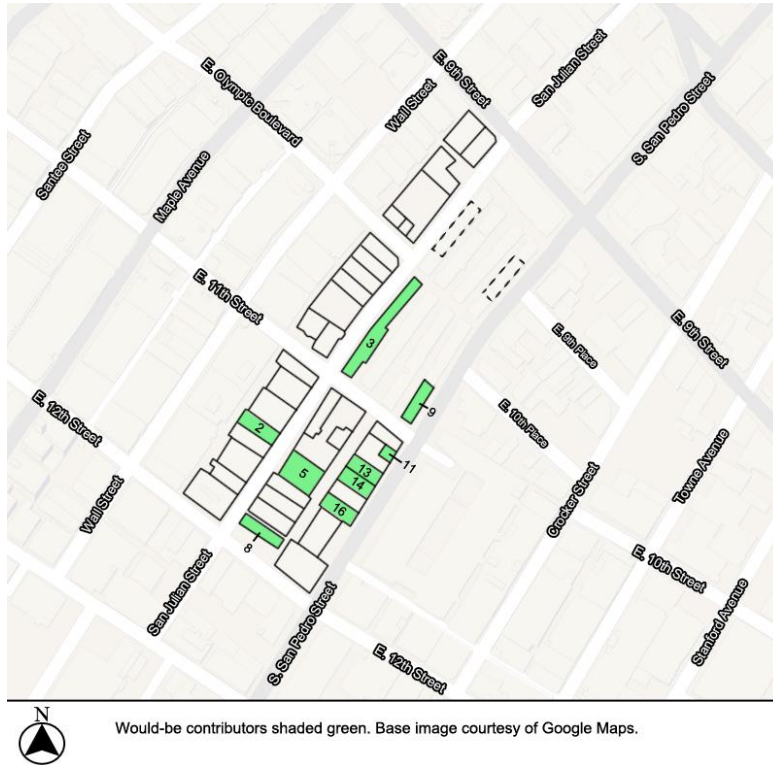 E. 9th Street
San Julian Street
E. Olympic Boulevard
Wall Street
S. San Pedro Street
Santee Street
Maple Avenue
E. 11th Street
3
E. 9th Place
E. 9th Street
9
E. 12th Street
2
E. 10th Place
11
13
5
14
Towne Avenue
16
Wall Street
Crocker Street
8
San Julian Street
E. 10th Street
S. San Pedro Street
Stanford Avenue
E. 12th Street
N
Would-be contributors shaded green. Base image courtesy of Google Maps.